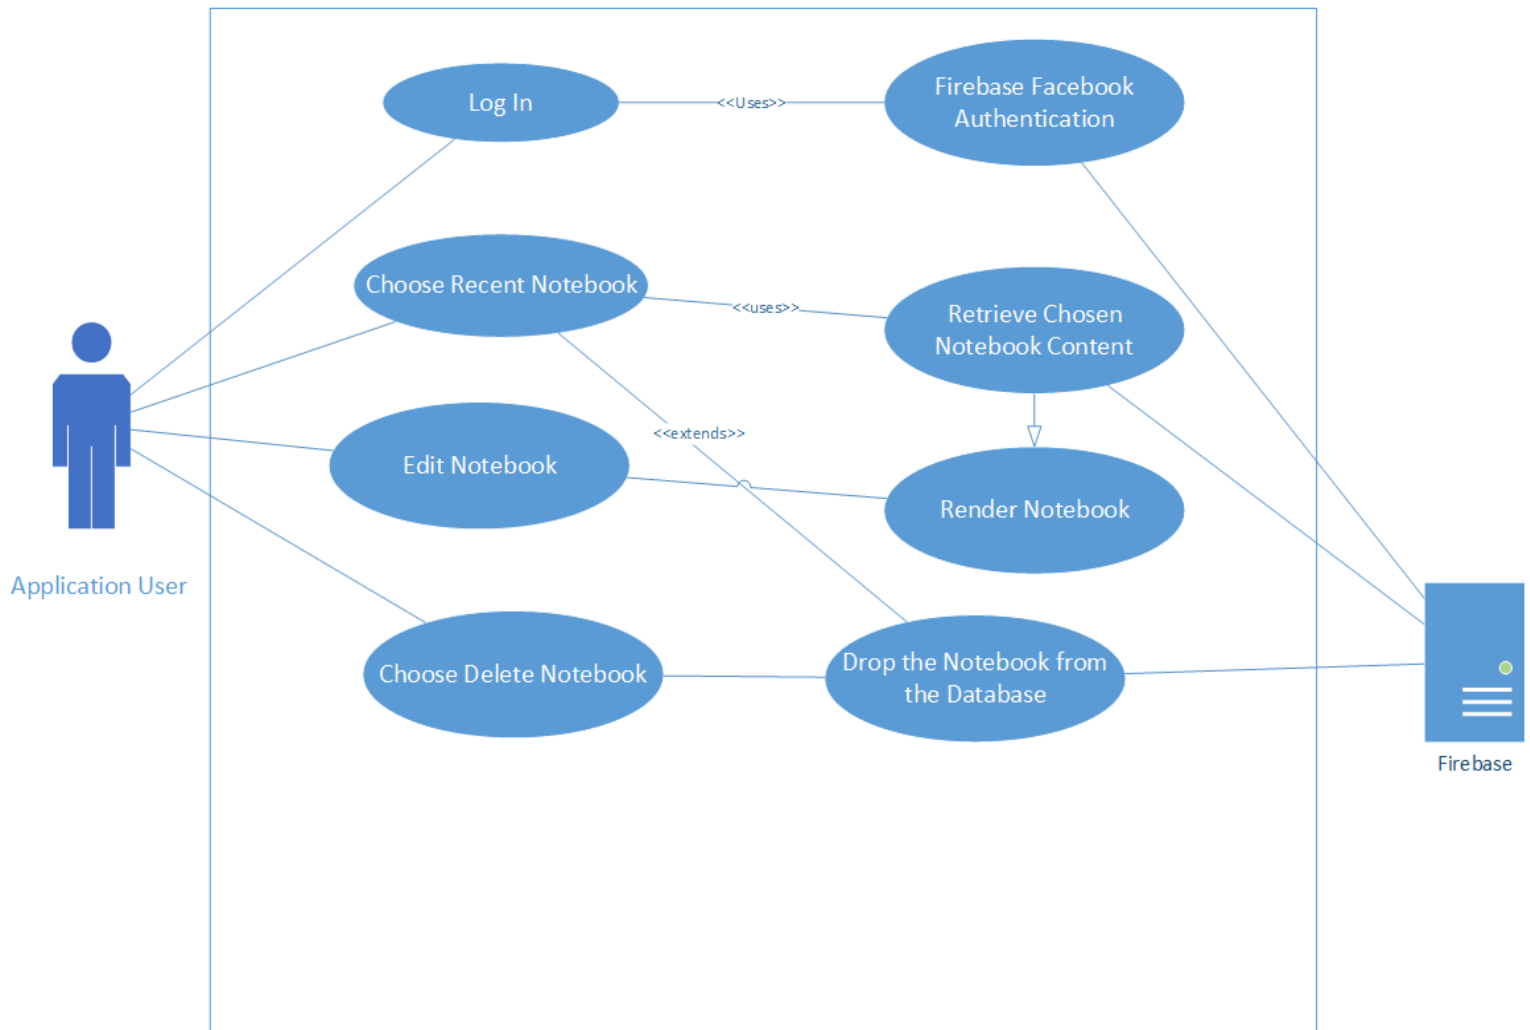 Log In
<<Uses>>
Firebase Facebook
Authentication
Choose Recent Notebook
<<uses>>
Retrieve Chosen
Notebook Content
<<extends>>
Edit Notebook
Render Notebook
Application User
Choose Delete Notebook
Drop the Notebook from
the Database
Firebase